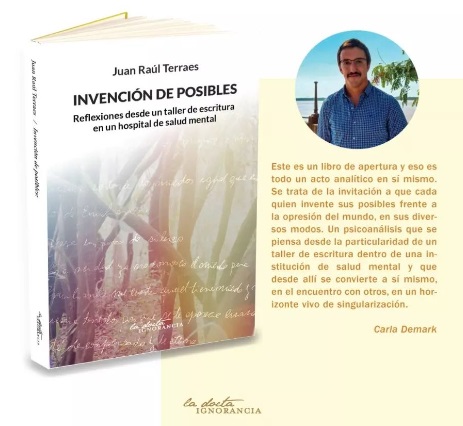 Juan Raúl Terraes
INVENCIÓN DE POSIBLES
Reflexiones desde un taller de escritura
en un hospital de salud mental
Juan Raúl Terraes / Invención de posibles
la docta
IGNORANCIA
Este es un libro de apertura y eso es
todo un acto analítico en sí mismo.
Se trata de la invitación a que cada
quien invente sus posibles frente a
la opresión del mundo, en sus diver-
sos modos. Un psicoanálisis que se
piensa desde la particularidad de un
taller de escritura dentro de una ins-
titución de salud mental y que
desde allí se convierte a sí mismo,
en el encuentro con otros, en un hor-
izonte vivo de singularización.
Carla Demark
la docta
IGNORANCIA